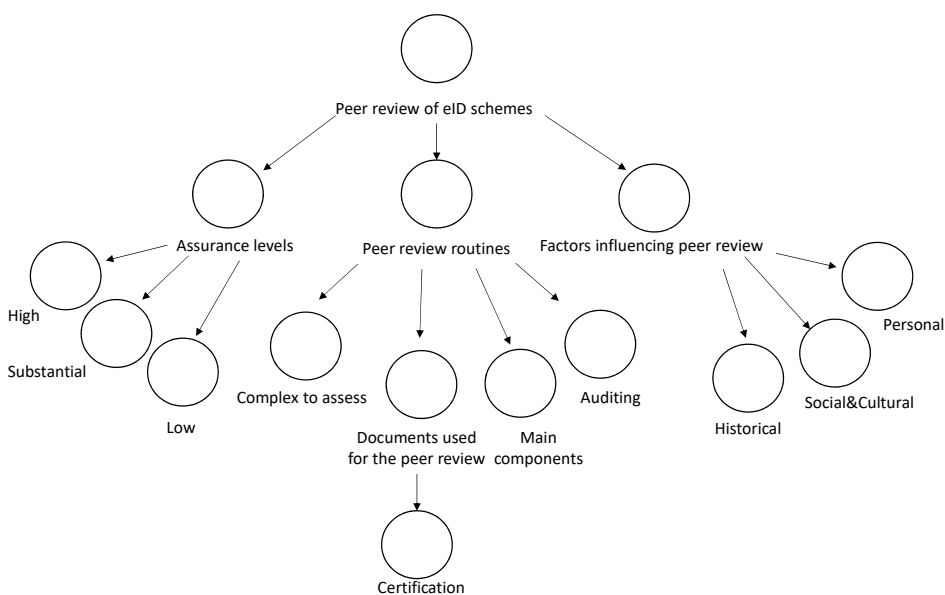 Peer review of eID schemes
Assurance levels
Peer review routines
Factors influencing peer review
High
Substantial
Low
Complex to assess
Documents used
for the peer review
Main
components
Auditing
Historical
Social&Cultural
Personal
Certification